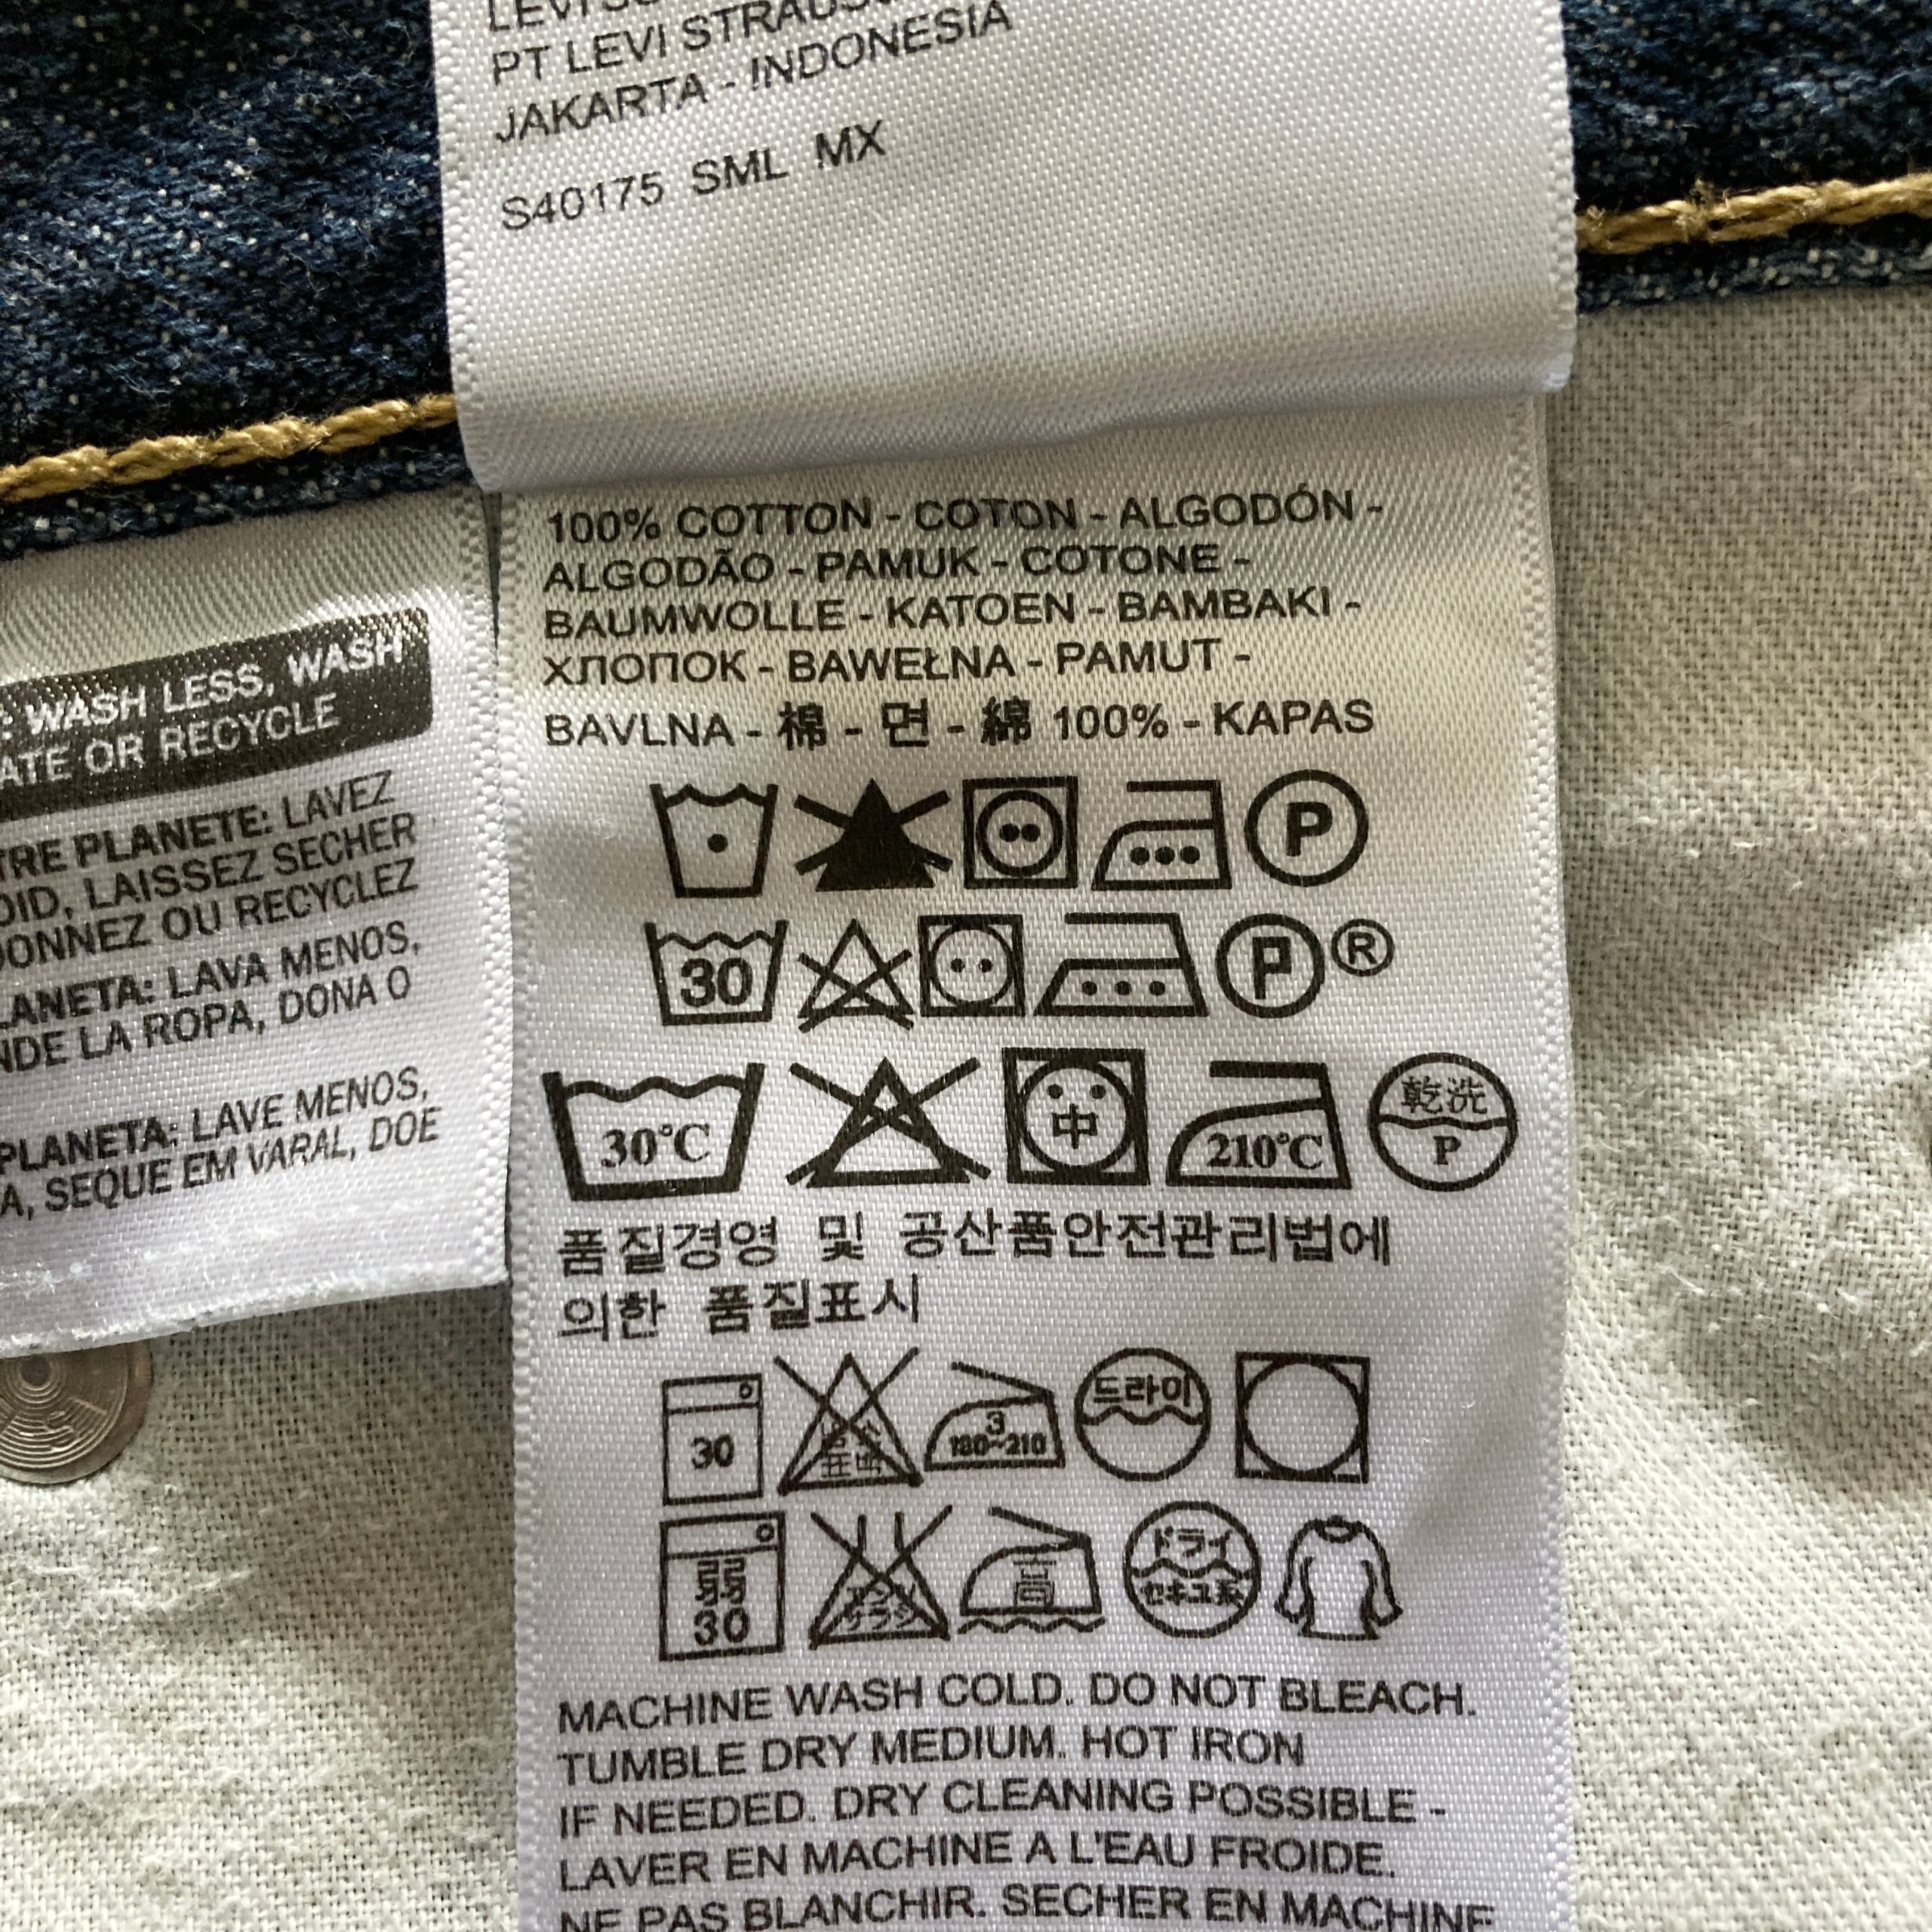 PT LEVI STRAUSS
JAKARTA - INDONESIA
S40175 SML MX
WASH LESS, WASH
OR RECYCLE
PLANETE: LAVEZ
LAISSEZ SECHER
DONNEZ OU RECYCLEZ
LAVA MENOS,
LA ROPA, DONA O
PLANETA: LAVE MENOS,
SEQUE EM VARAL, DOE
100% COTTON - COTON - ALGODÓN -
ALGODÃO - PAMUK - COTONE -
BAUMWOLLE - KATOEN - BAMBAKI -
ХЛОПОК - BAWEŁNA - PAMUT -
BAVLNA - 棉 - 면 - 綿 100% - KAPAS
P
30 P ®
30°C 中 210°C 乾洗 P
품질경영 및 공산품안전관리법에
의한 품질표시
30 3 180~210 드라이
弱 30 高 ドライ セキユ系
MACHINE WASH COLD. DO NOT BLEACH.
TUMBLE DRY MEDIUM. HOT IRON
IF NEEDED. DRY CLEANING POSSIBLE -
LAVER EN MACHINE A L'EAU FROIDE.
NE PAS BLANCHIR. SECHER EN MACHINE